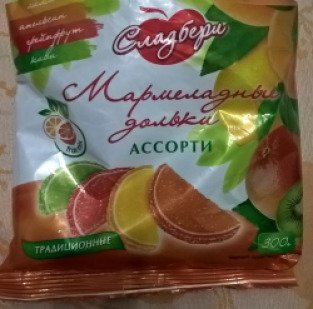 апельсин
грейпфрут
киви
Сладбери
Мармеладные
дольки
АССОРТИ
ТРАДИЦИОННЫЕ
300г